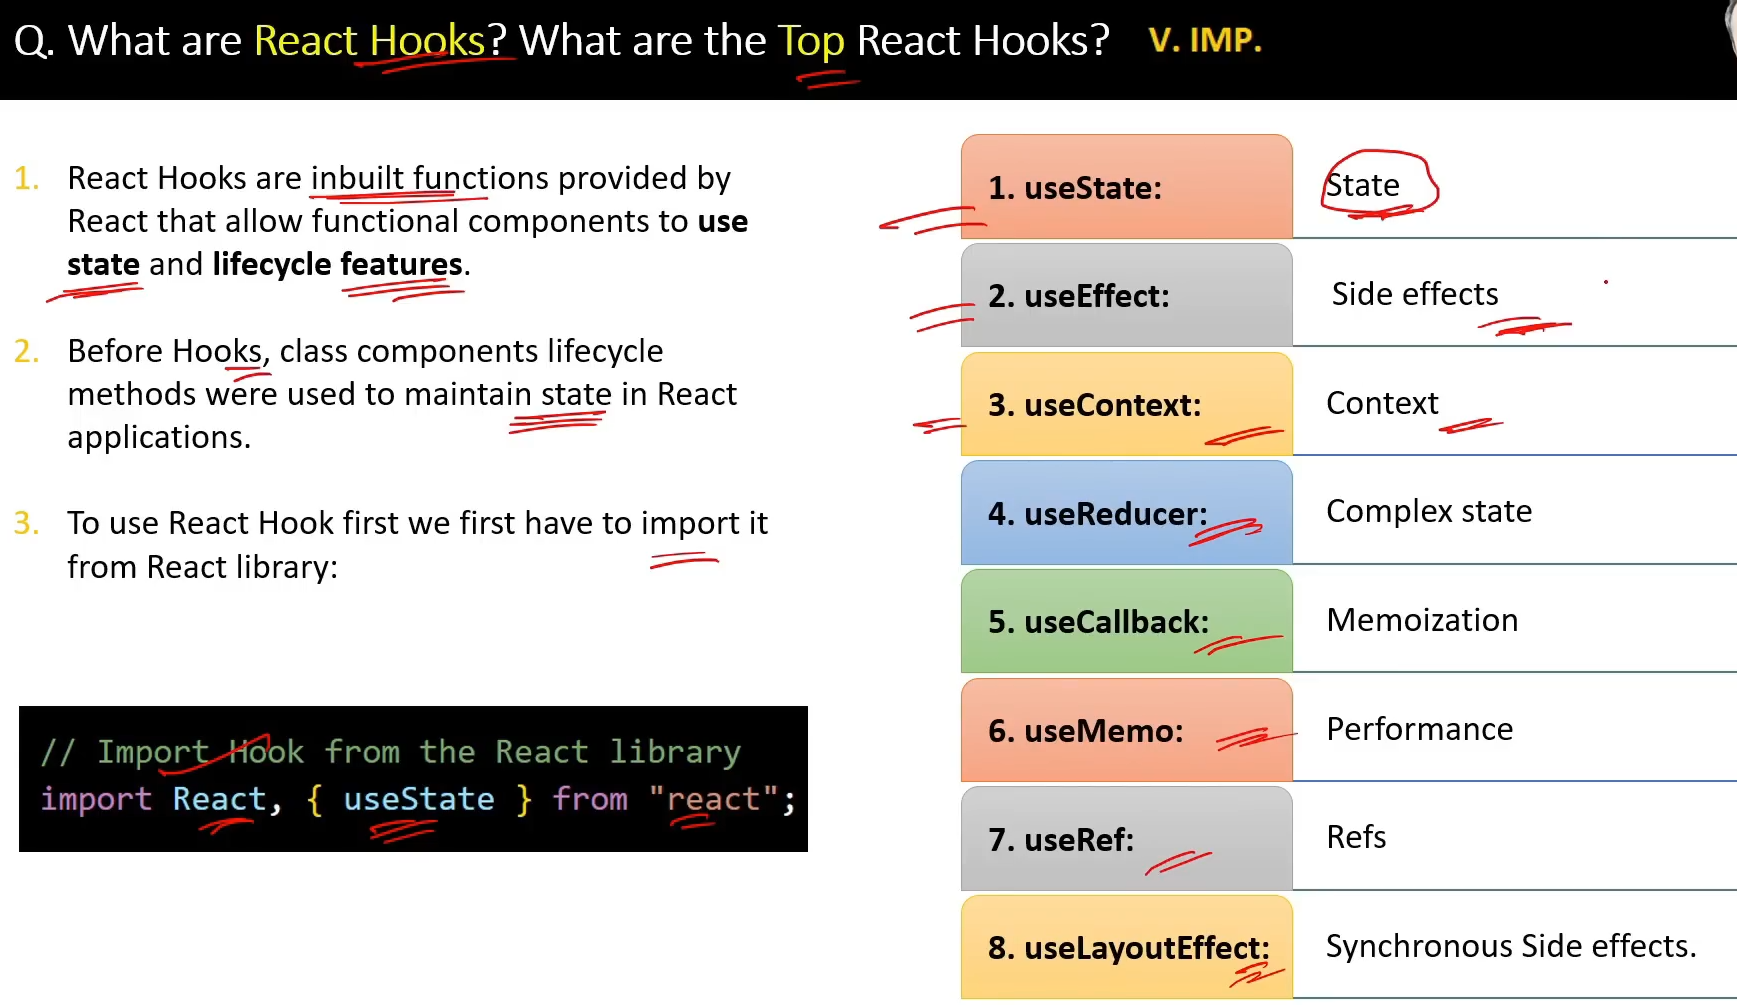 Q. What are React Hooks? What are the Top React Hooks? V. IMP.
1. React Hooks are inbuilt functions provided by
React that allow functional components to use
state and lifecycle features.
2. Before Hooks, class components lifecycle
methods were used to maintain state in React
applications.
3. To use React Hook first we first have to import it
from React library:
// Import Hook from the React library
import React, { useState } from "react";
1. useState: State
2. useEffect: Side effects
3. useContext: Context
4. useReducer: Complex state
5. useCallback: Memoization
6. useMemo: Performance
7. useRef: Refs
8. useLayoutEffect: Synchronous Side effects.